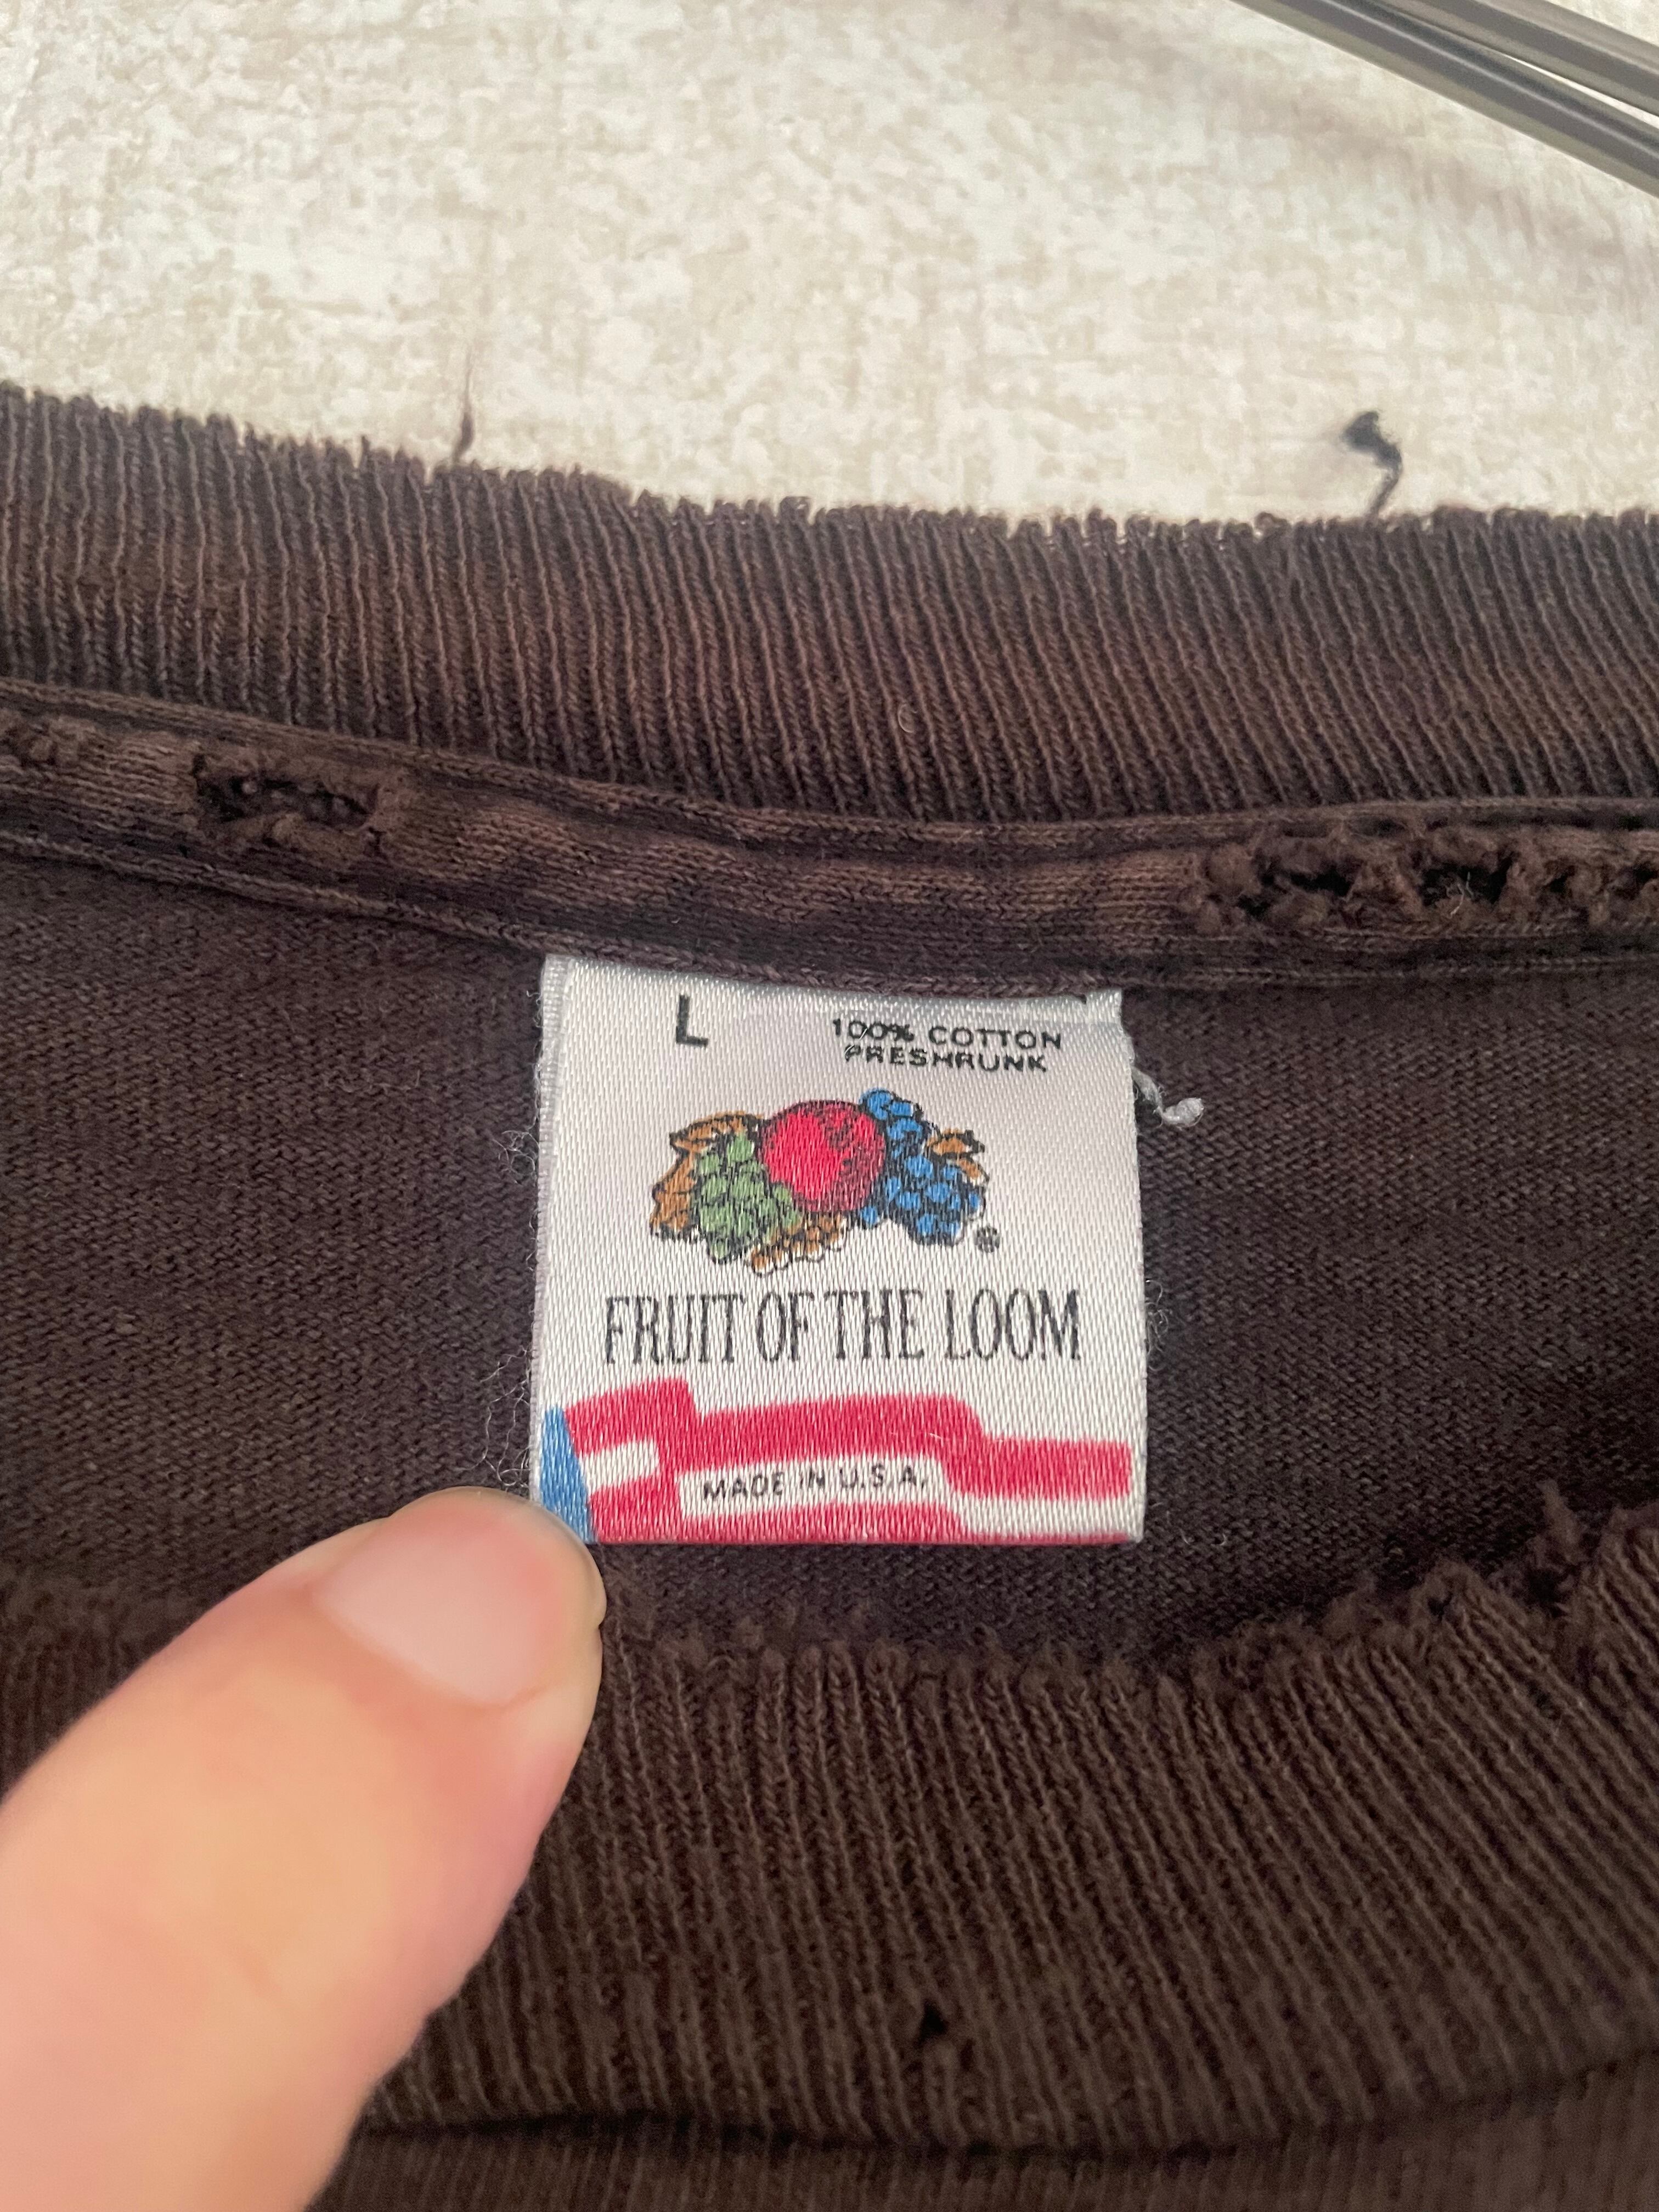 L
100% COTTON
PRESHRUNK
®
FRUIT OF THE LOOM
MADE IN U.S.A.